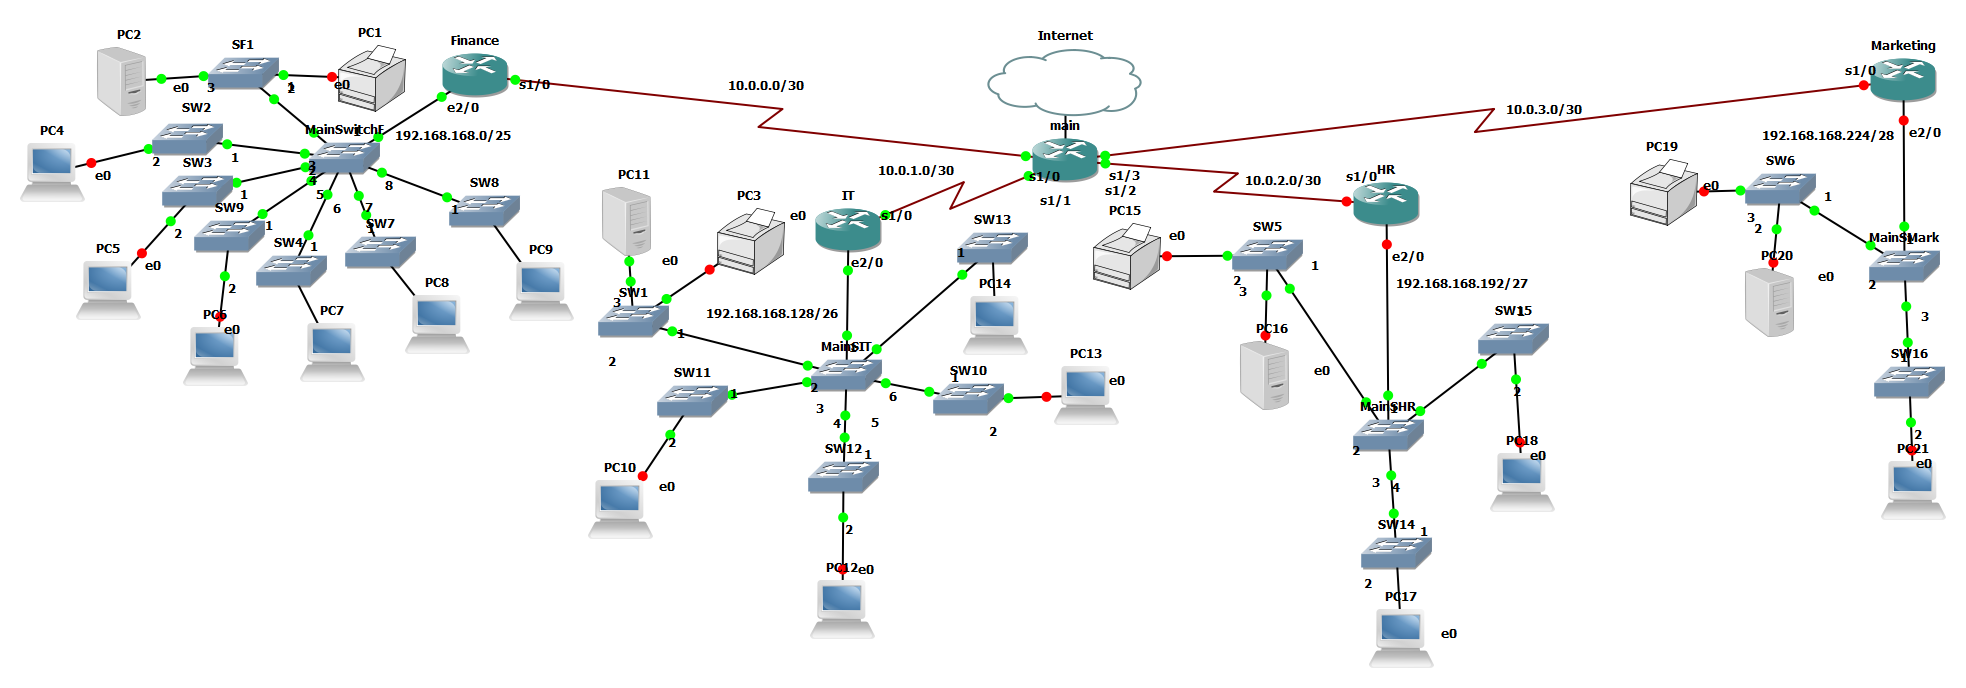 Internet
main
s1/0
s1/1
s1/2
s1/3
10.0.0.0/30
10.0.1.0/30
10.0.2.0/30
10.0.3.0/30
Finance
s1/0
e2/0
192.168.168.0/25
MainSwitchF
1
2
3
4
5
6
7
8
SF1
1
2
3
PC2
e0
PC1
e0
SW2
1
2
PC4
e0
SW3
1
2
PC5
e0
SW9
1
2
PC6
e0
SW4
1
PC7
SW7
1
PC8
SW8
1
PC9
IT
s1/0
e2/0
192.168.168.128/26
MainSIT
1
2
3
4
5
6
PC11
e0
PC3
e0
SW1
1
2
3
SW13
1
PC14
SW11
1
2
PC10
e0
SW12
1
2
PC12
e0
SW10
1
2
PC13
e0
HR
s1/0
e2/0
192.168.168.192/27
MainSHR
1
2
3
4
PC15
e0
SW5
1
2
3
PC16
e0
SW15
1
2
PC18
e0
SW14
1
2
PC17
e0
Marketing
s1/0
e2/0
192.168.168.224/28
MainSMark
1
2
3
PC19
e0
SW6
1
2
3
PC20
e0
SW16
1
2
PC21
e0